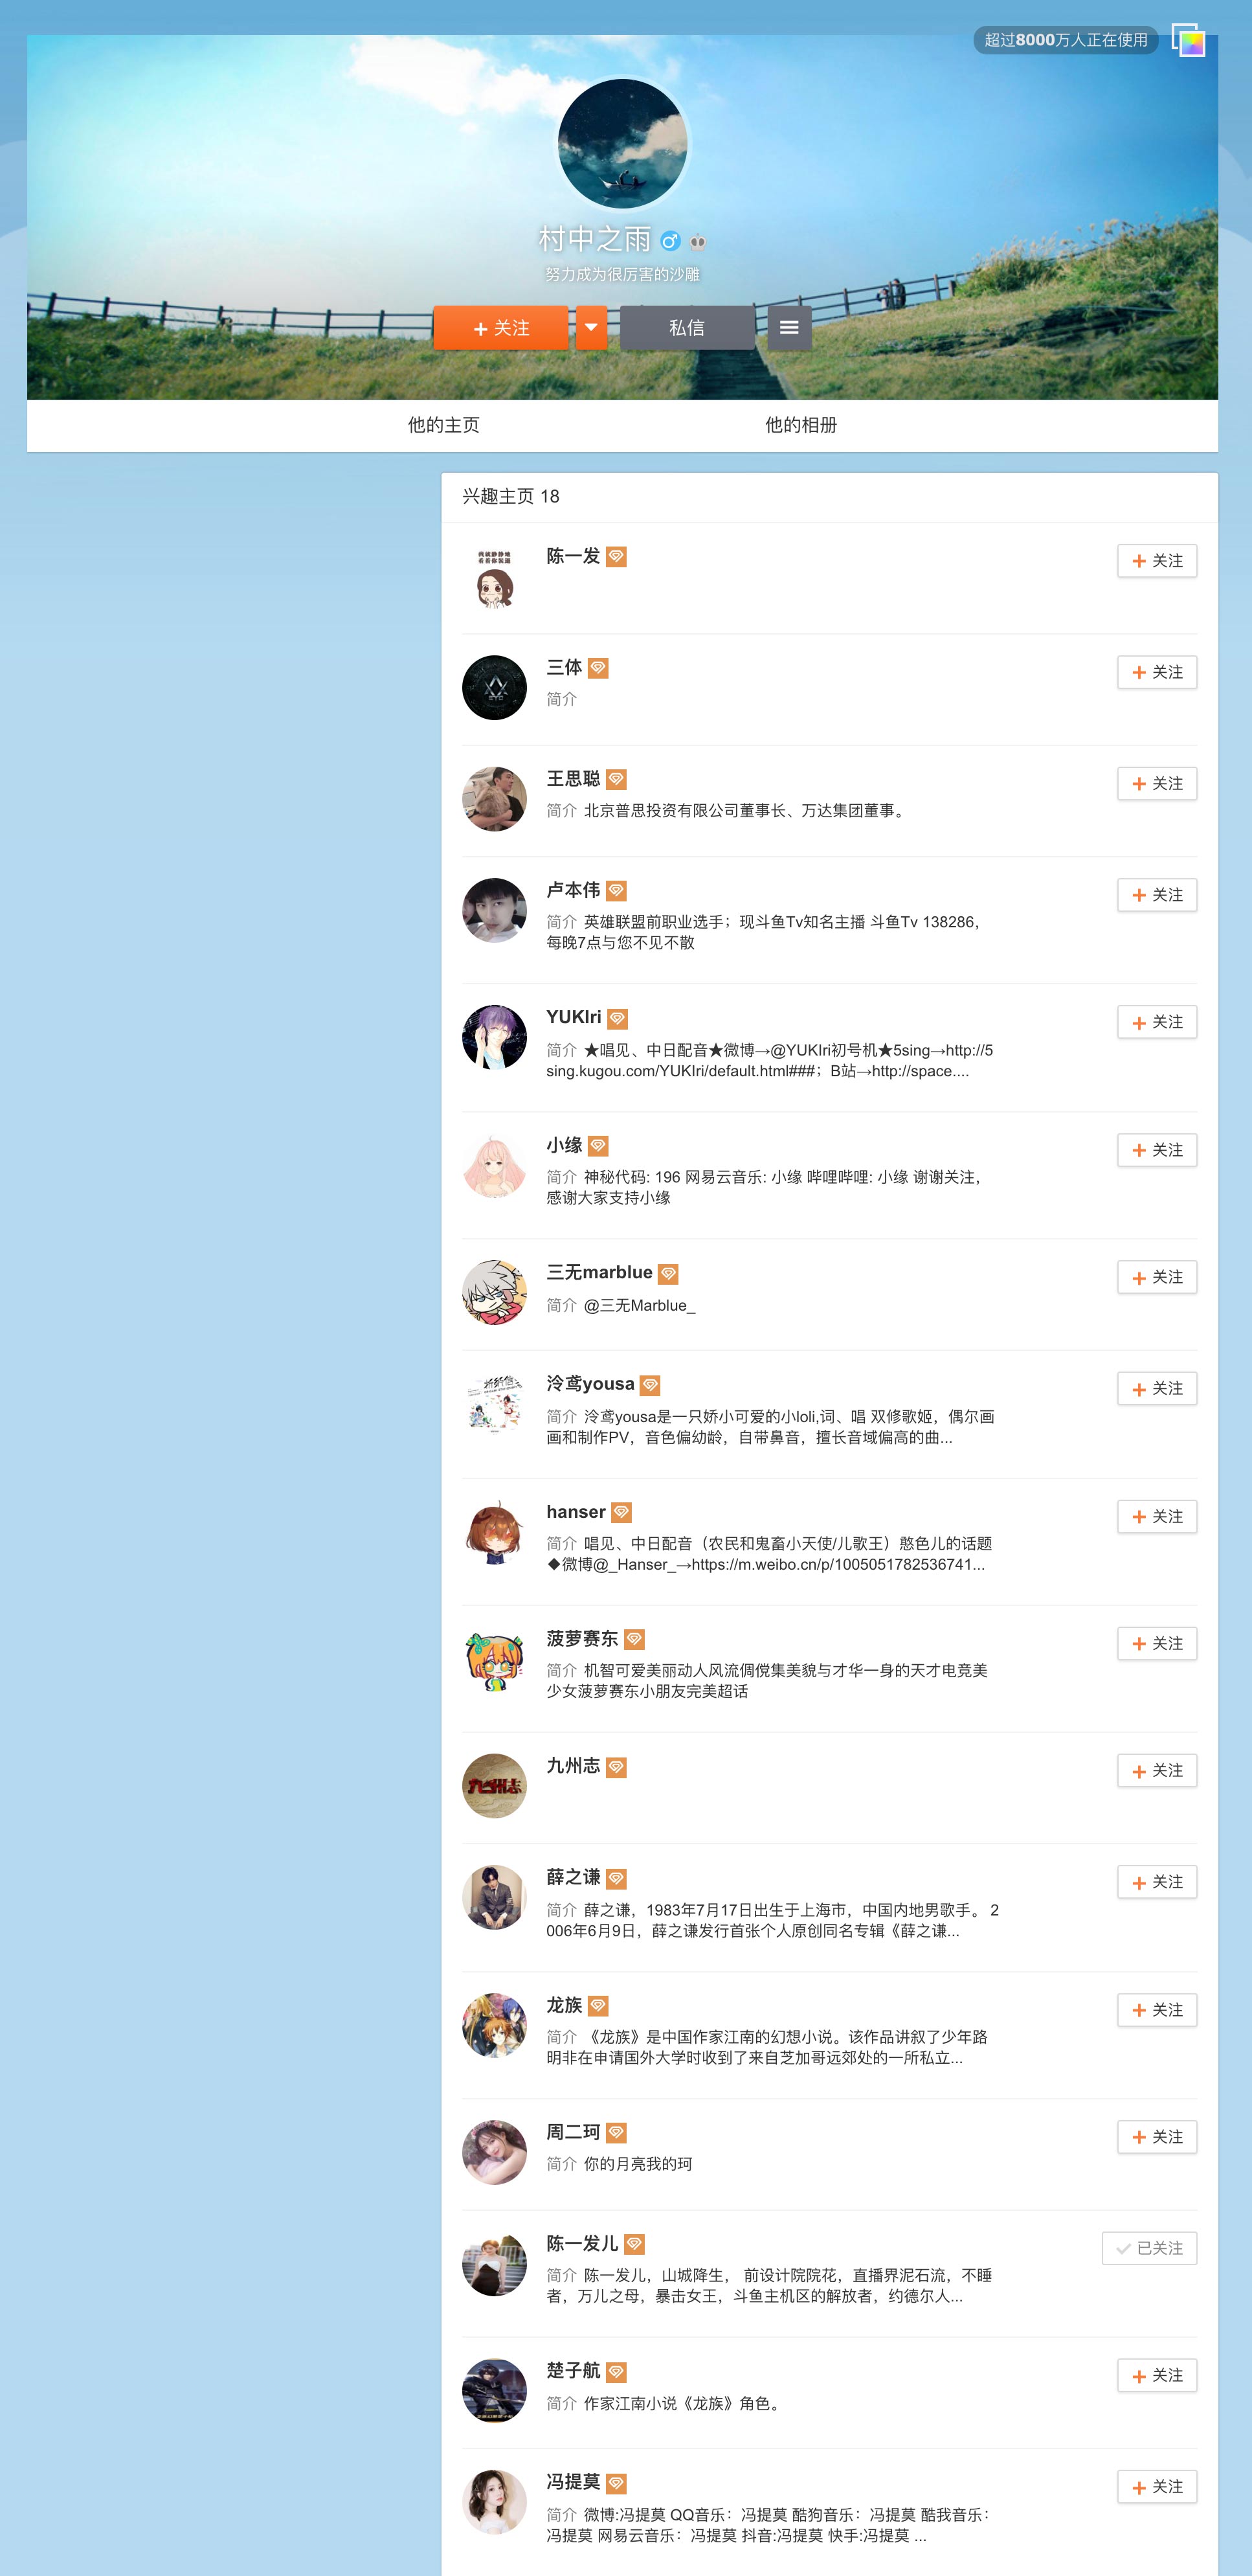 超过8000万人正在使用
村中之雨
努力成为很厉害的沙雕
关注
私信
他的主页
他的相册
兴趣主页 18
我就静静地
看着你装逼
陈一发
关注
三体
关注
简介
王思聪
关注
简介 北京普思投资有限公司董事长、万达集团董事。
卢本伟
关注
简介 英雄联盟前职业选手；现斗鱼Tv知名主播 斗鱼Tv 138286，
每晚7点与您不见不散
YUKIri
关注
简介 ★唱见、中日配音★微博→@YUKIri初号机★5sing→http://5
sing.kugou.com/YUKIri/default.html###；B站→http://space....
小缘
关注
简介 神秘代码: 196 网易云音乐: 小缘 哔哩哔哩: 小缘 谢谢关注，
感谢大家支持小缘
三无marblue
关注
简介 @三无Marblue_
泠鸢yousa
关注
简介 泠鸢yousa是一只娇小可爱的小loli,词、唱 双修歌姬，偶尔画
画和制作PV，音色偏幼龄，自带鼻音，擅长音域偏高的曲...
hanser
关注
简介 唱见、中日配音（农民和鬼畜小天使/儿歌王）憨色儿的话题
◆微博@_Hanser_→https://m.weibo.cn/p/1005051782536741...
菠萝赛东
关注
简介 机智可爱美丽动人风流倜傥集美貌与才华一身的天才电竞美
少女菠萝赛东小朋友完美超话
九州志
九州志
关注
薛之谦
关注
简介 薛之谦，1983年7月17日出生于上海市，中国内地男歌手。 2
006年6月9日，薛之谦发行首张个人原创同名专辑《薛之谦...
龙族
关注
简介 《龙族》是中国作家江南的幻想小说。该作品讲叙了少年路
明非在申请国外大学时收到了来自芝加哥远郊处的一所私立...
周二珂
关注
简介 你的月亮我的珂
陈一发儿
已关注
简介 陈一发儿，山城降生， 前设计院院花，直播界泥石流，不睡
者，万儿之母，暴击女王，斗鱼主机区的解放者，约德尔人...
楚子航
关注
简介 作家江南小说《龙族》角色。
冯提莫
关注
简介 微博:冯提莫 QQ音乐：冯提莫 酷狗音乐：冯提莫 酷我音乐：
冯提莫 网易云音乐：冯提莫 抖音:冯提莫 快手:冯提莫 ...